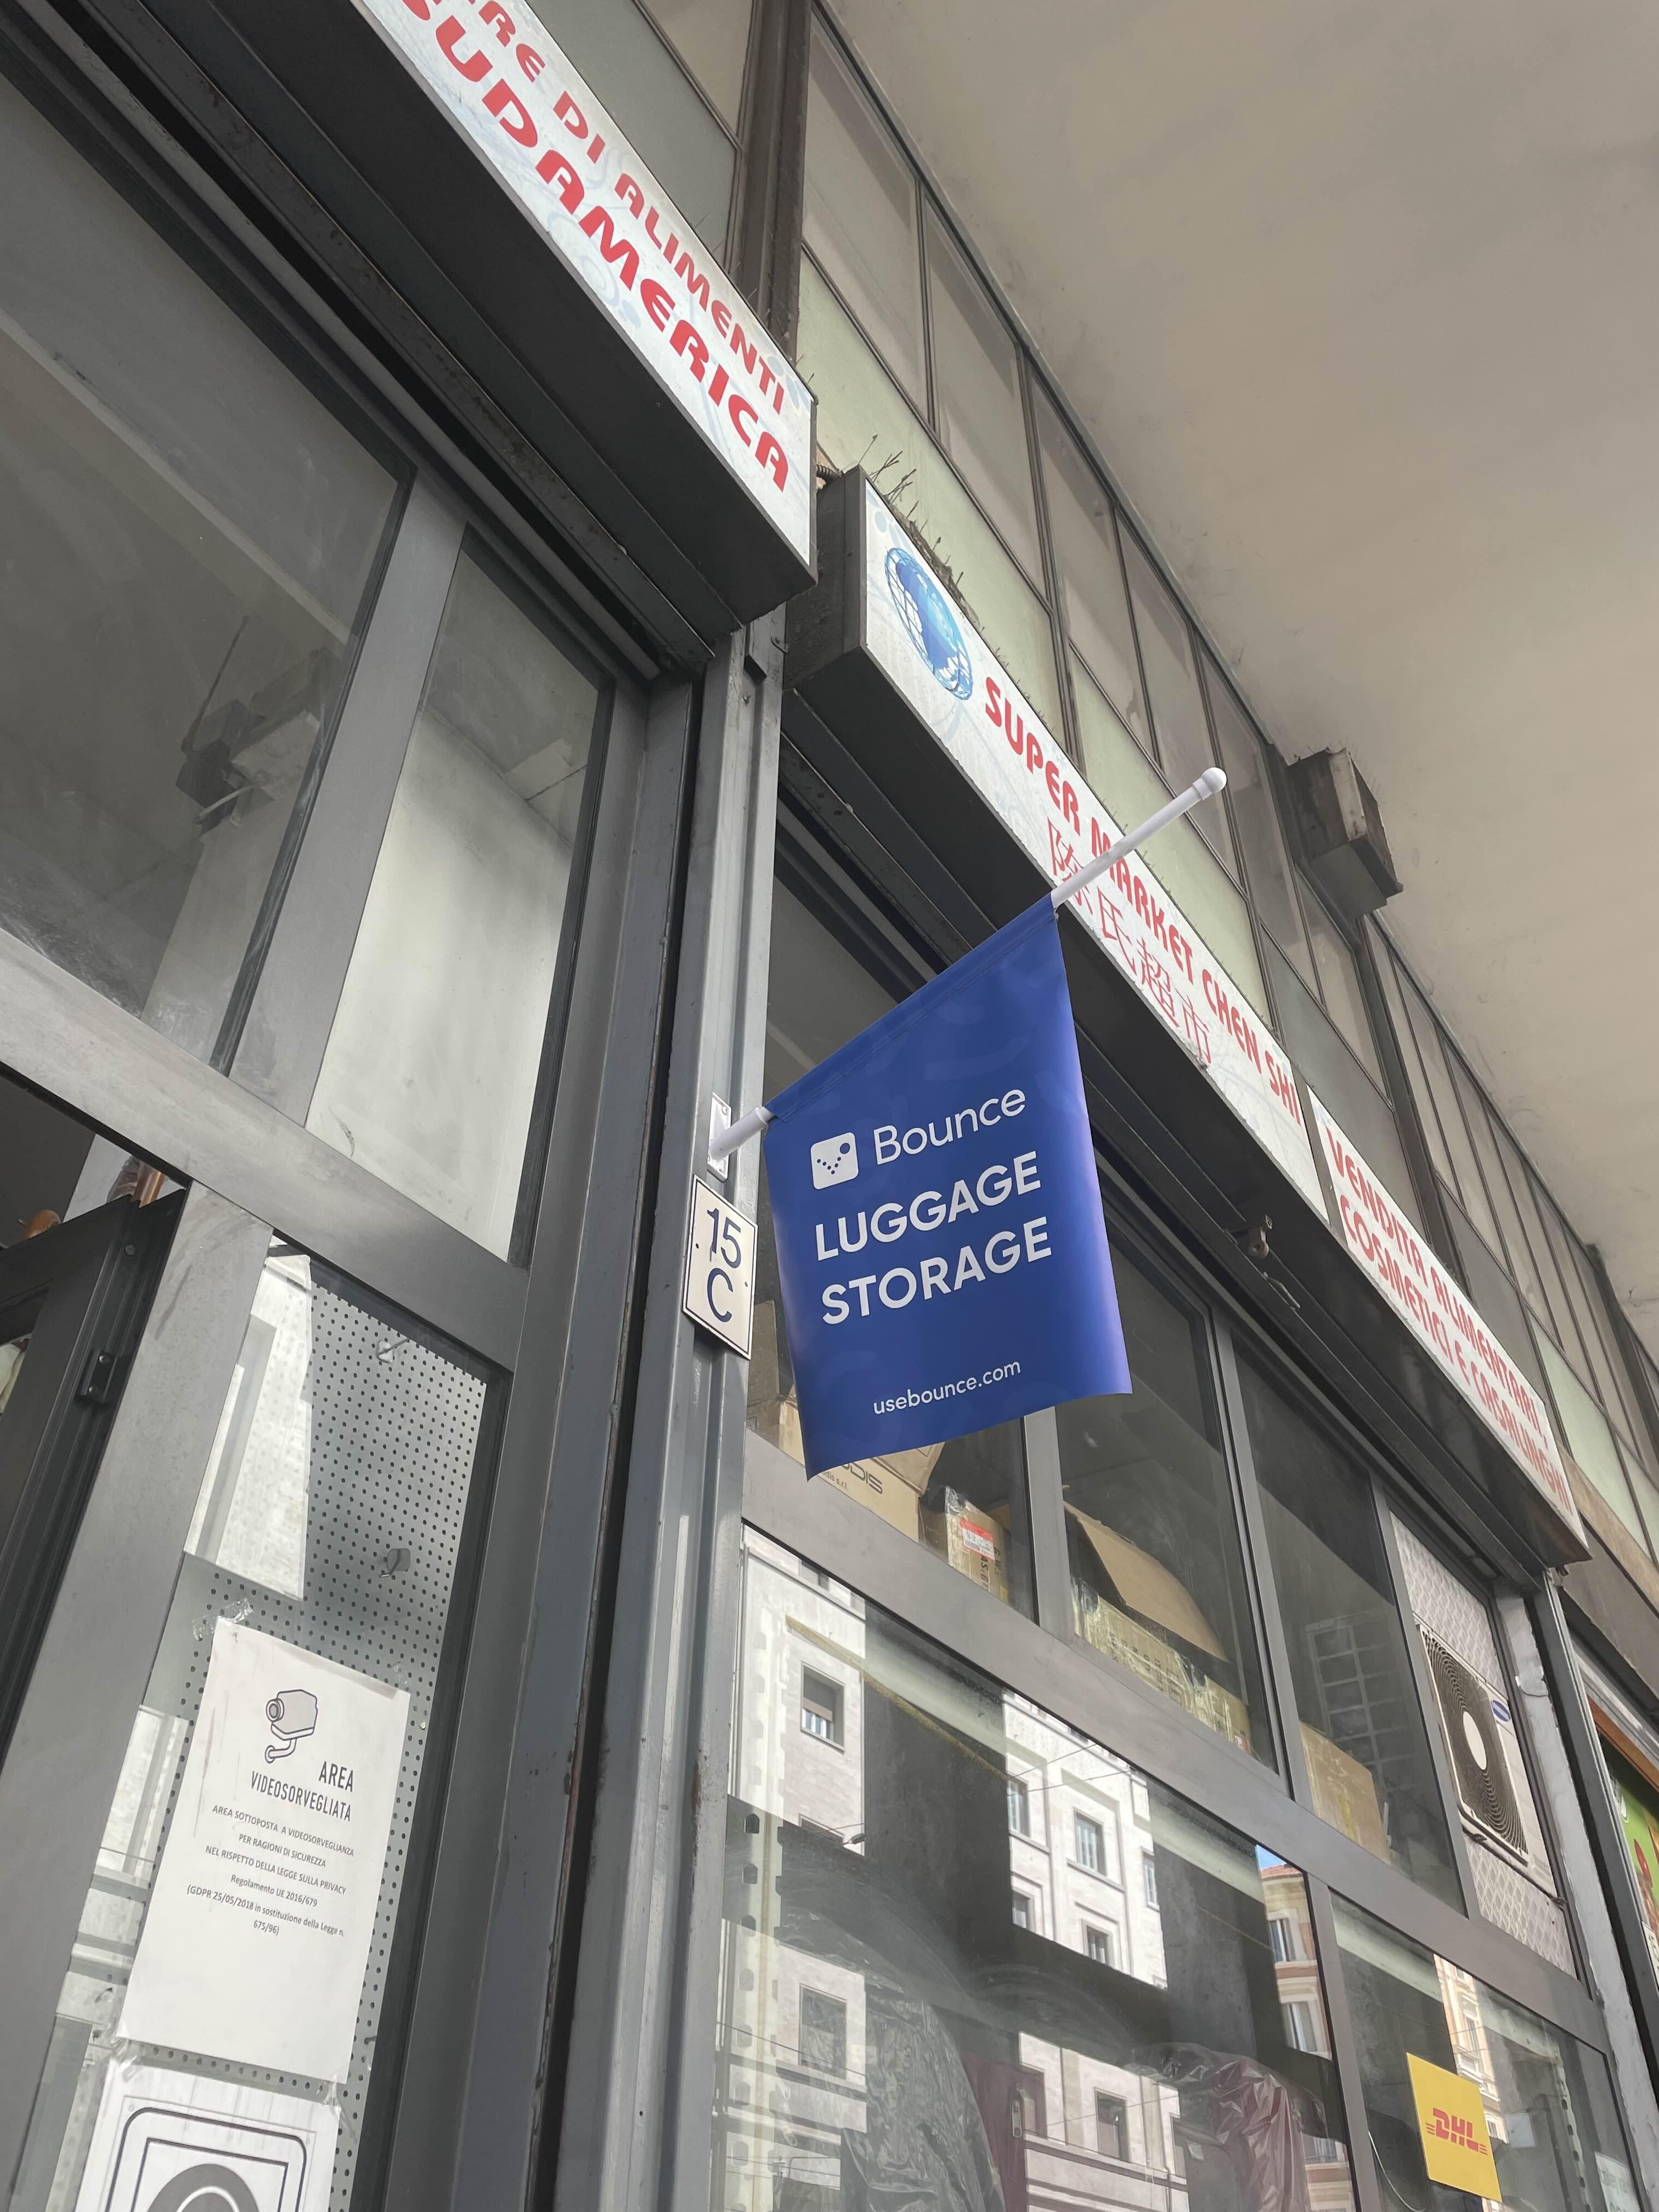 DI ALIMENTI
SUDAMERICA
SUPER MARKET CHEN SHI
陈氏超市
VENDITA ALIMENTARI,
COSMETICI E CASALINGHI
Bounce
LUGGAGE
STORAGE
usebounce.com
15
C
AREA
VIDEOSORVEGLIATA
AREA SOTTOPOSTA A VIDEOSORVEGLIANZA
PER RAGIONI DI SICUREZZA
NEL RISPETTO DELLA LEGGE SULLA PRIVACY
Regolamento UE 2016/679
(GDPR 25/05/2018 in sostituzione della Legge n.
675/96)
DHL